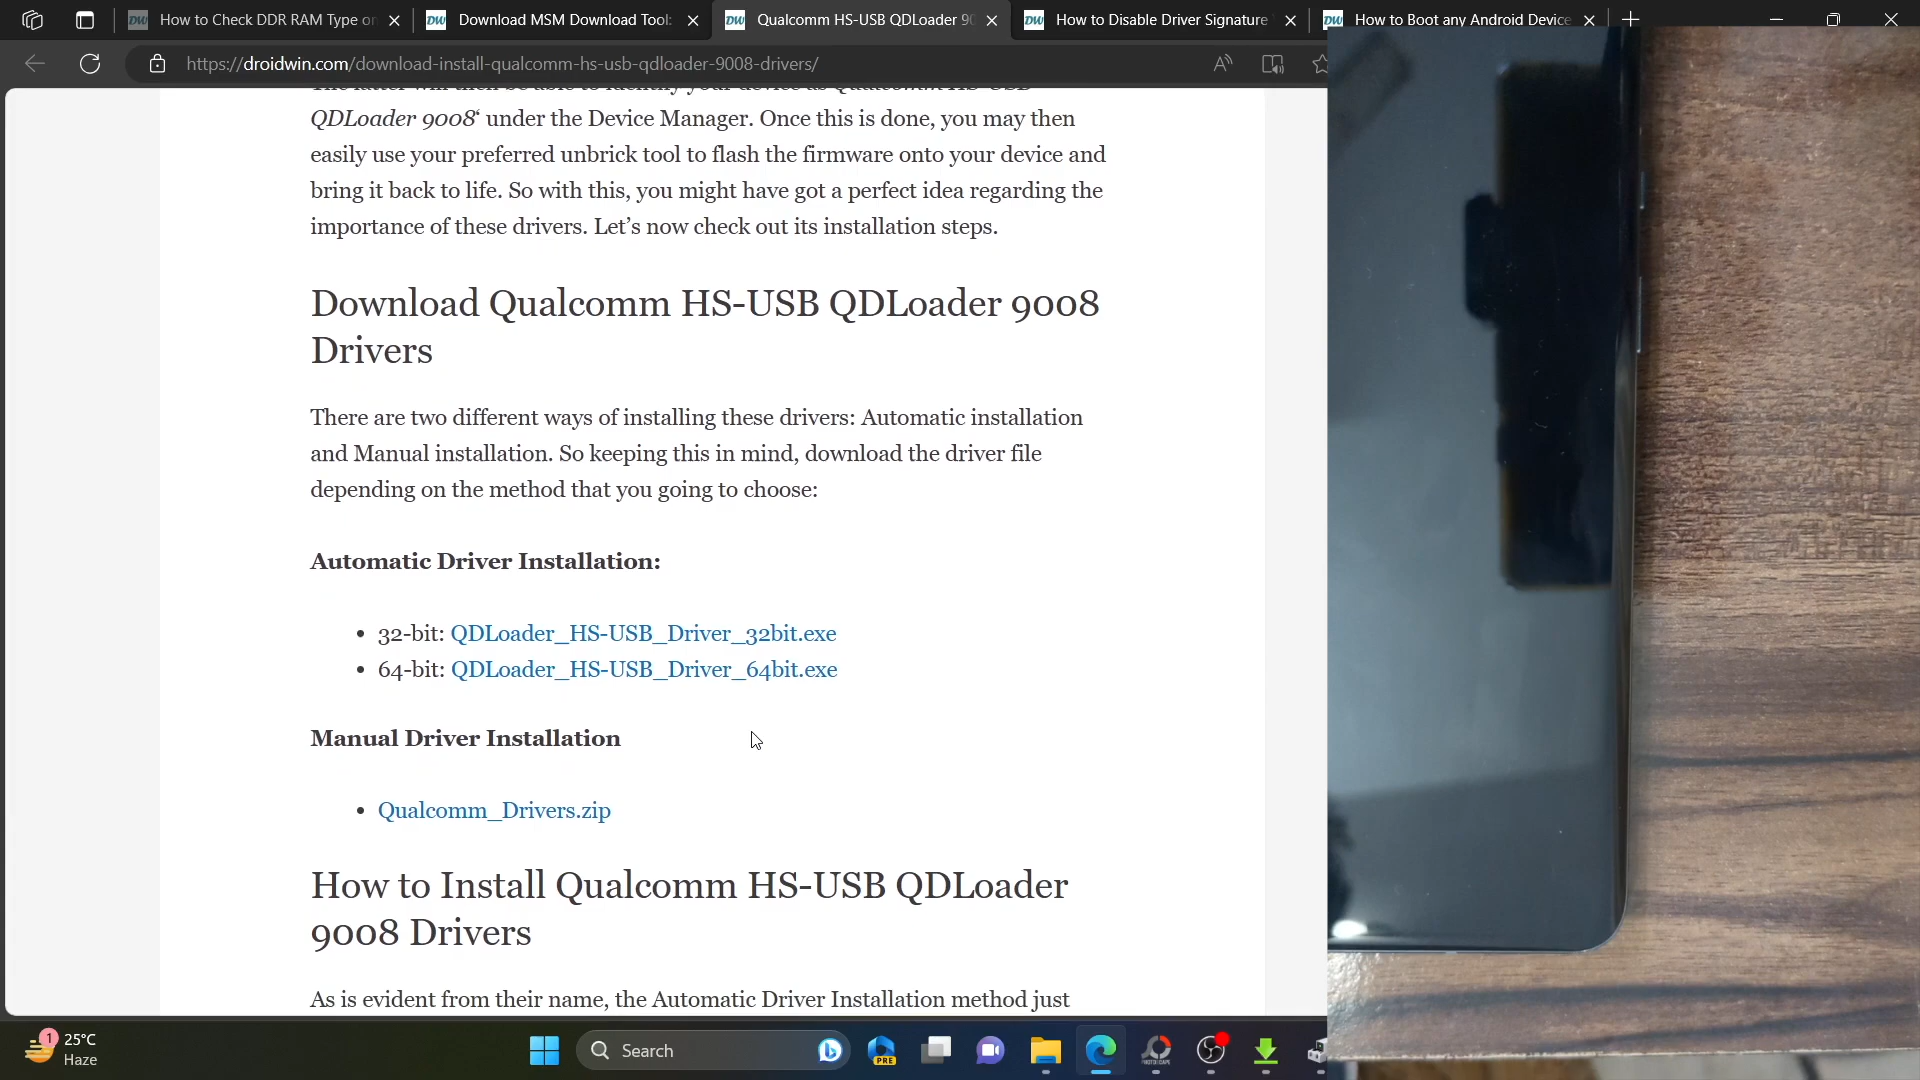 How to Check DDR RAM Type on
Download MSM Download Tool:
Qualcomm HS-USB QDLoader 90
How to Disable Driver Signature
How to Boot any Android Device
https://droidwin.com/download-install-qualcomm-hs-usb-qdloader-9008-drivers/
QDLoader 9008‘ under the Device Manager. Once this is done, you may then
easily use your preferred unbrick tool to flash the firmware onto your device and
bring it back to life. So with this, you might have got a perfect idea regarding the
importance of these drivers. Let’s now check out its installation steps.
Download Qualcomm HS-USB QDLoader 9008
Drivers
There are two different ways of installing these drivers: Automatic installation
and Manual installation. So keeping this in mind, download the driver file
depending on the method that you going to choose:
Automatic Driver Installation:
• 32-bit: QDLoader_HS-USB_Driver_32bit.exe
• 64-bit: QDLoader_HS-USB_Driver_64bit.exe
Manual Driver Installation
• Qualcomm_Drivers.zip
How to Install Qualcomm HS-USB QDLoader
9008 Drivers
As is evident from their name, the Automatic Driver Installation method just
1
25°C
Haze
Search
PRE